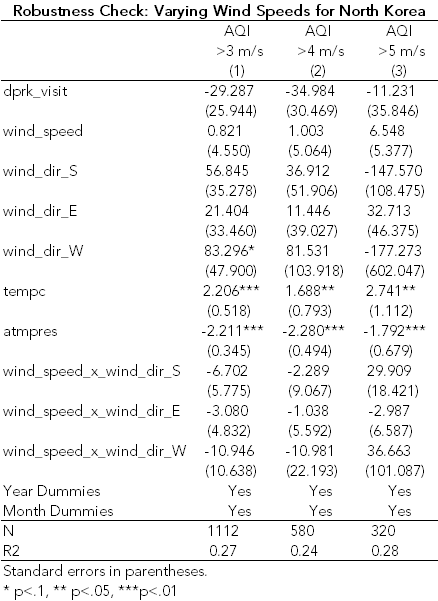 Robustness Check: Varying Wind Speeds for North Korea
AQI AQI AQI
>3 m/s >4 m/s >5 m/s
(1) (2) (3)
dprk_visit -29.287 -34.984 -11.231
(25.944) (30.469) (35.846)
wind_speed 0.821 1.003 6.548
(4.550) (5.064) (5.377)
wind_dir_S 56.845 36.912 -147.570
(35.278) (51.906) (108.475)
wind_dir_E 21.404 11.446 32.713
(33.460) (39.027) (46.375)
wind_dir_W 83.296* 81.531 -177.273
(47.900) (103.918) (602.047)
tempc 2.206*** 1.688** 2.741**
(0.518) (0.793) (1.112)
atmpres -2.211*** -2.280*** -1.792***
(0.345) (0.494) (0.679)
wind_speed_x_wind_dir_S -6.702 -2.289 29.909
(5.775) (9.067) (18.421)
wind_speed_x_wind_dir_E -3.080 -1.038 -2.987
(4.832) (5.592) (6.587)
wind_speed_x_wind_dir_W -10.946 -10.981 36.663
(10.638) (22.193) (101.087)
Year Dummies Yes Yes Yes
Month Dummies Yes Yes Yes
N 1112 580 320
R2 0.27 0.24 0.28
Standard errors in parentheses.
* p<.1, ** p<.05, ***p<.01